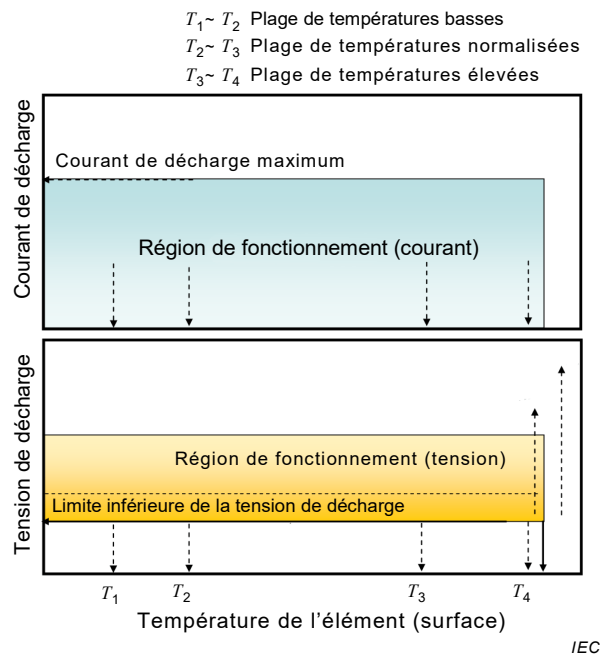 T1~ T2 Plage de températures basses
T2~ T3 Plage de températures normalisées
T3~ T4 Plage de températures élevées
Courant de décharge
Courant de décharge maximum
Région de fonctionnement (courant)
Tension de décharge
Région de fonctionnement (tension)
Limite inférieure de la tension de décharge
T1 T2 T3 T4
Température de l'élément (surface)
IEC